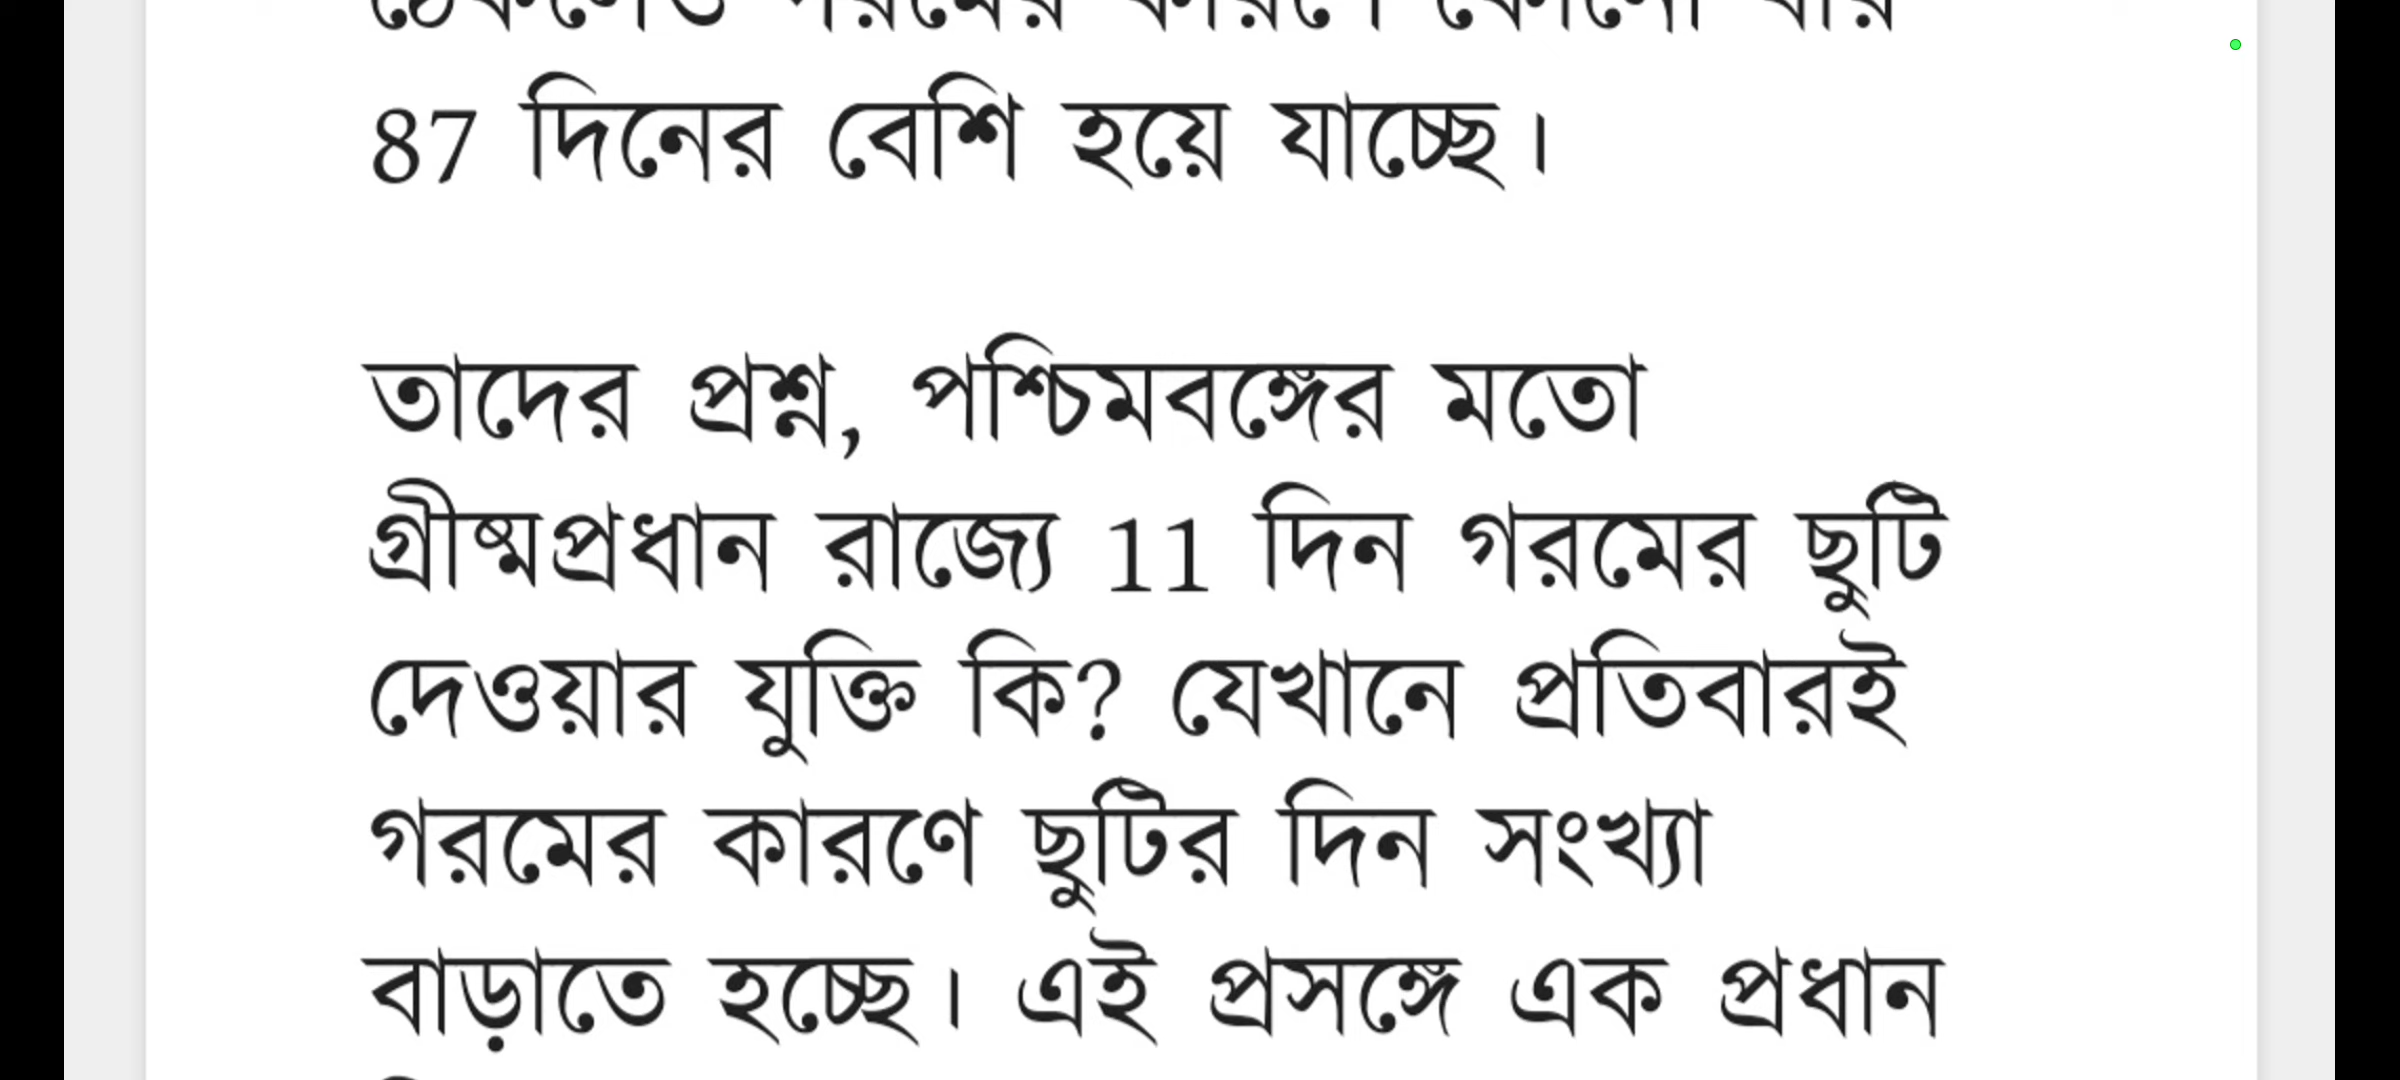 87 দিনের বেশি হয়ে যাচ্ছে।
তাদের প্রশ্ন, পশ্চিমবঙ্গের মতো
গ্রীষ্মপ্রধান রাজ্যে 11 দিন গরমের ছুটি
দেওয়ার যুক্তি কি? যেখানে প্রতিবারই
গরমের কারণে ছুটির দিন সংখ্যা
বাড়াতে হচ্ছে। এই প্রসঙ্গে এক প্রধান